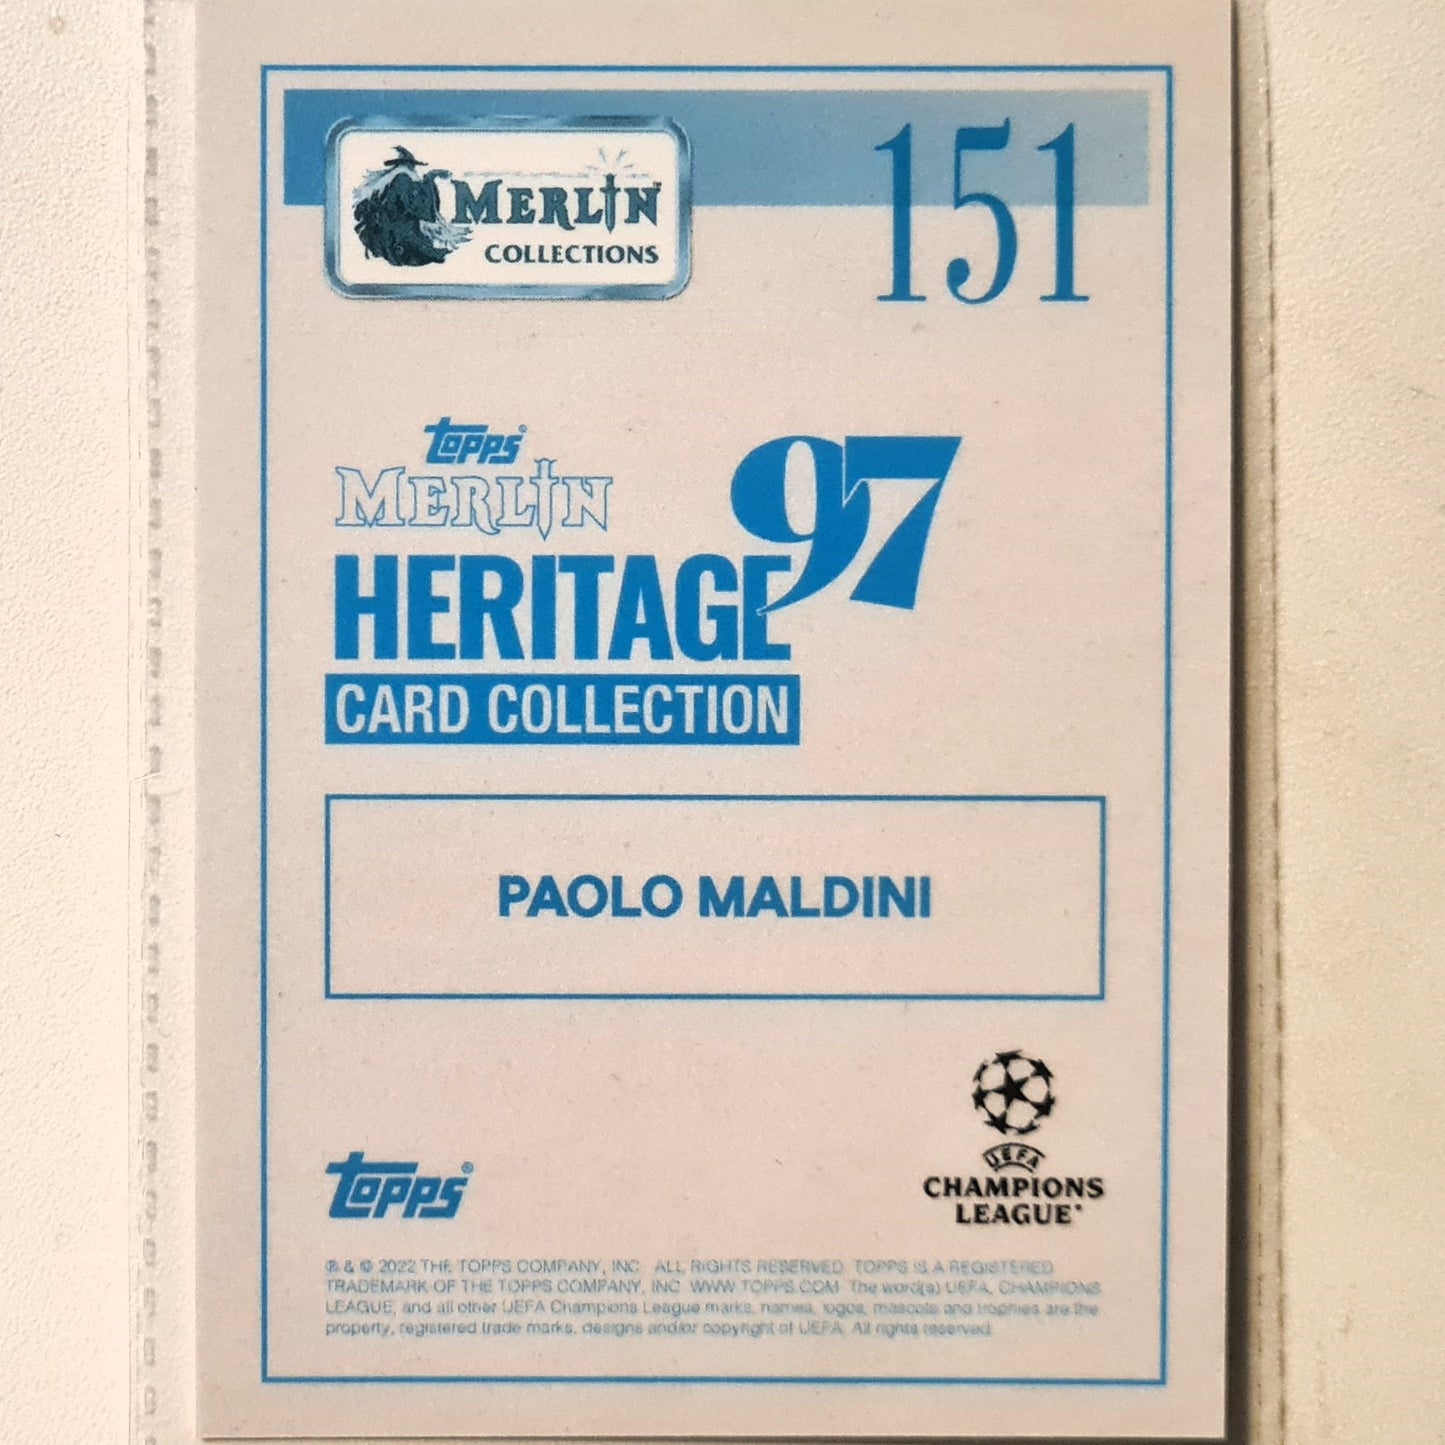 MERLIN™
COLLECTIONS
151
Topps®
MERLIN
HERITAGE 97
CARD COLLECTION
PAOLO MALDINI
UEFA
CHAMPIONS
LEAGUE®
Topps®
® & © 2022 THE TOPPS COMPANY, INC. ALL RIGHTS RESERVED. TOPPS IS A REGISTERED
TRADEMARK OF THE TOPPS COMPANY, INC. WWW.TOPPS.COM The word(s) UEFA, CHAMPIONS
LEAGUE, and all other UEFA Champions League marks, names, logos, mascots and trophies are the
property, registered trade marks, designs and/or copyright of UEFA. All rights reserved.